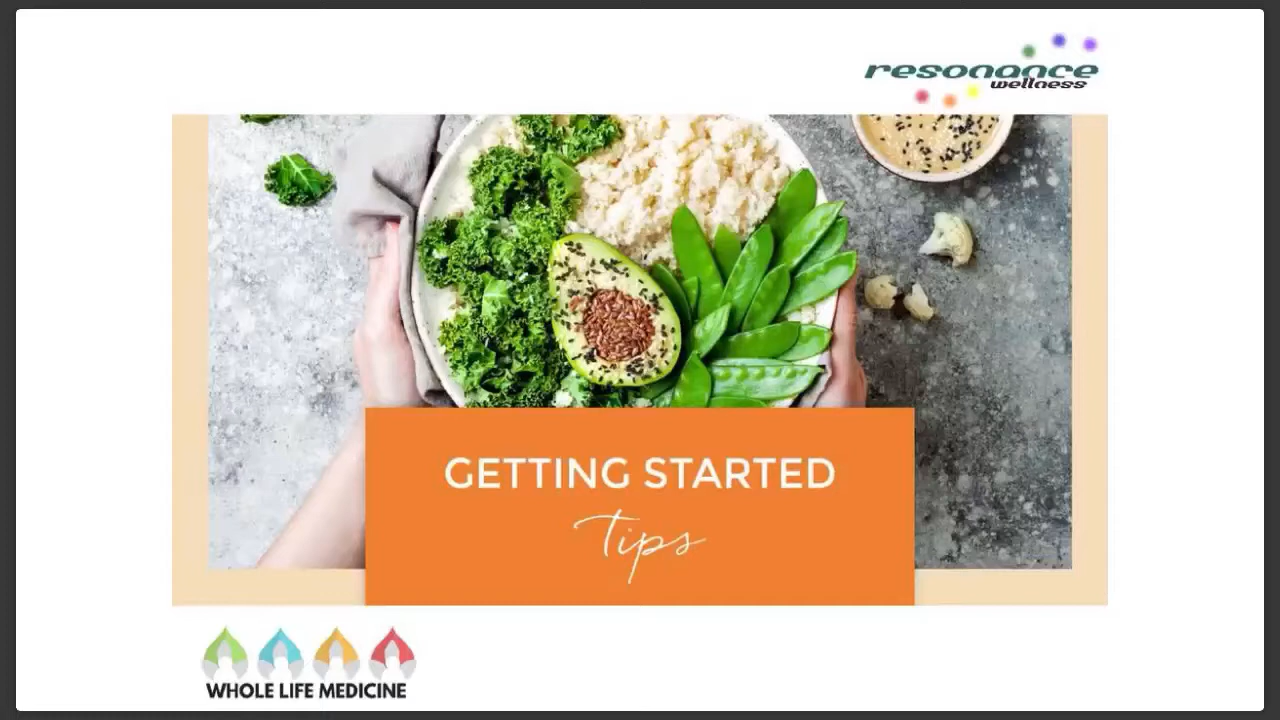 resonance
wellness
GETTING STARTED
Tips
WHOLE LIFE MEDICINE